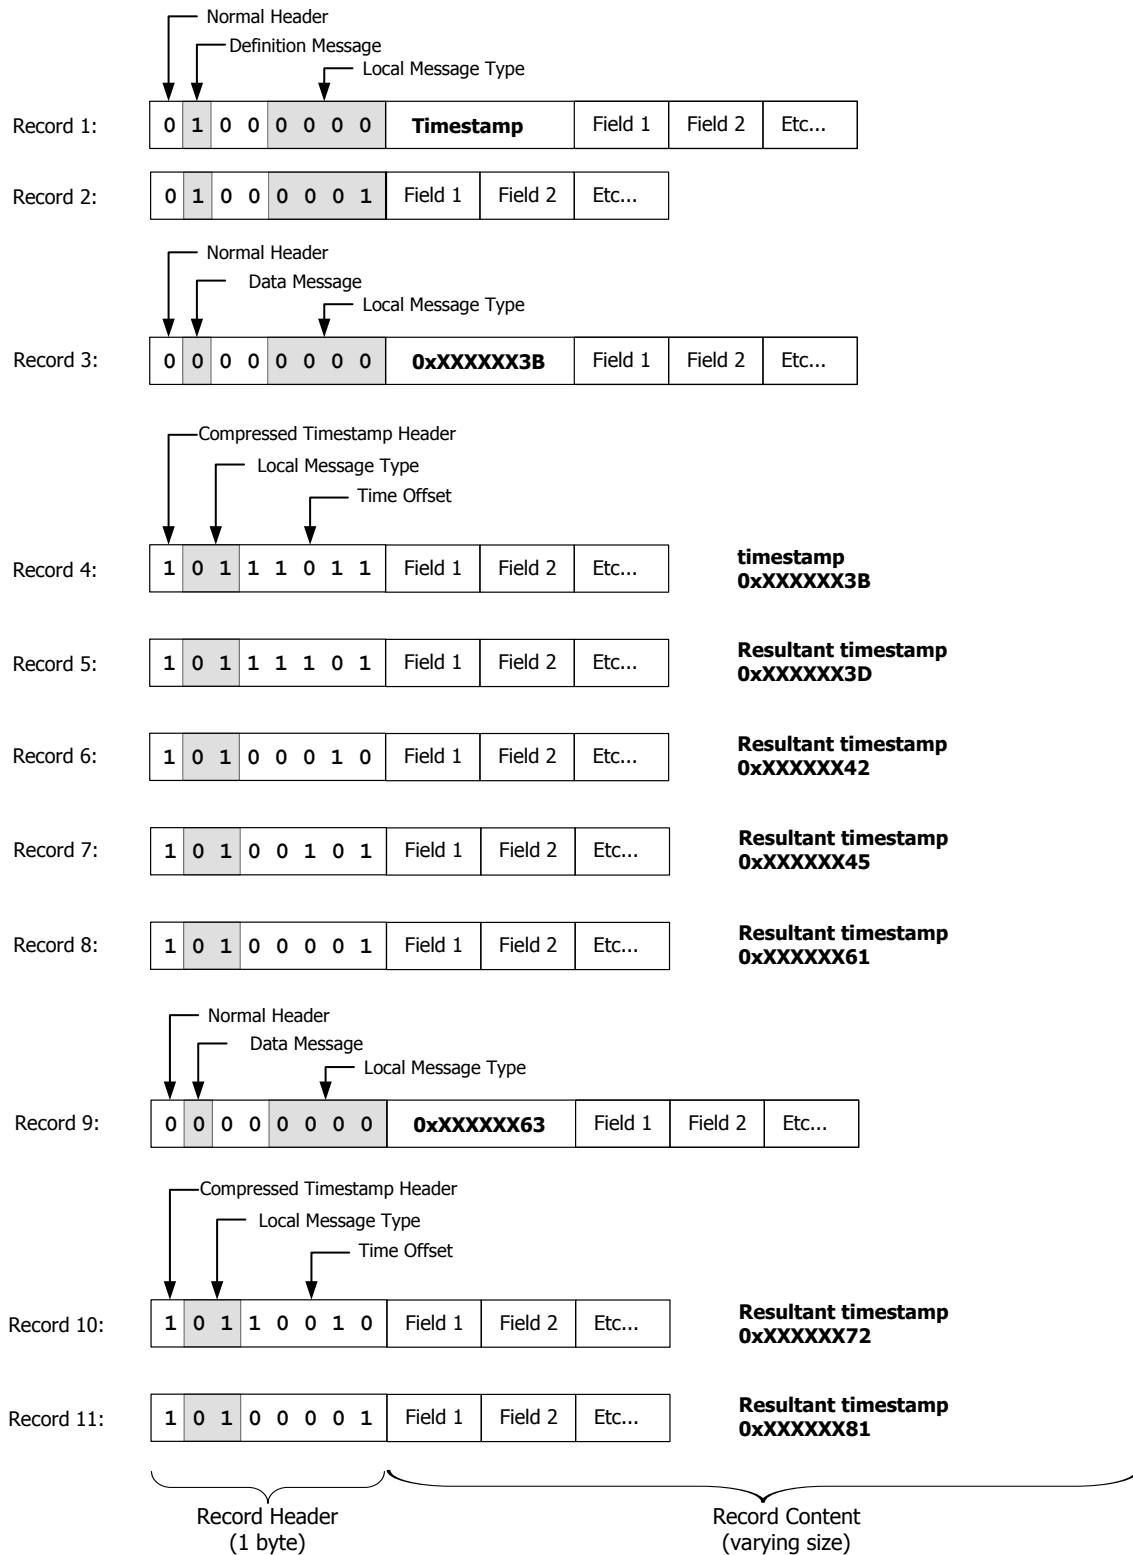 Normal Header
Definition Message
Local Message Type
Record 1: 0 1 0 0 0 0 0 0 Timestamp Field 1 Field 2 Etc...
Record 2: 0 1 0 0 0 0 0 1 Field 1 Field 2 Etc...
Normal Header
Data Message
Local Message Type
Record 3: 0 0 0 0 0 0 0 0 0xXXXXXX3B Field 1 Field 2 Etc...
Compressed Timestamp Header
Local Message Type
Time Offset
Record 4: 1 0 1 1 1 0 1 1 Field 1 Field 2 Etc... timestamp
0xXXXXXX3B
Record 5: 1 0 1 1 1 1 0 1 Field 1 Field 2 Etc... Resultant timestamp
0xXXXXXX3D
Record 6: 1 0 1 0 0 0 1 0 Field 1 Field 2 Etc... Resultant timestamp
0xXXXXXX42
Record 7: 1 0 1 0 0 1 0 1 Field 1 Field 2 Etc... Resultant timestamp
0xXXXXXX45
Record 8: 1 0 1 0 0 0 0 1 Field 1 Field 2 Etc... Resultant timestamp
0xXXXXXX61
Normal Header
Data Message
Local Message Type
Record 9: 0 0 0 0 0 0 0 0 0xXXXXXX63 Field 1 Field 2 Etc...
Compressed Timestamp Header
Local Message Type
Time Offset
Record 10: 1 0 1 1 0 0 1 0 Field 1 Field 2 Etc... Resultant timestamp
0xXXXXXX72
Record 11: 1 0 1 0 0 0 0 1 Field 1 Field 2 Etc... Resultant timestamp
0xXXXXXX81
Record Header
(1 byte)
Record Content
(varying size)